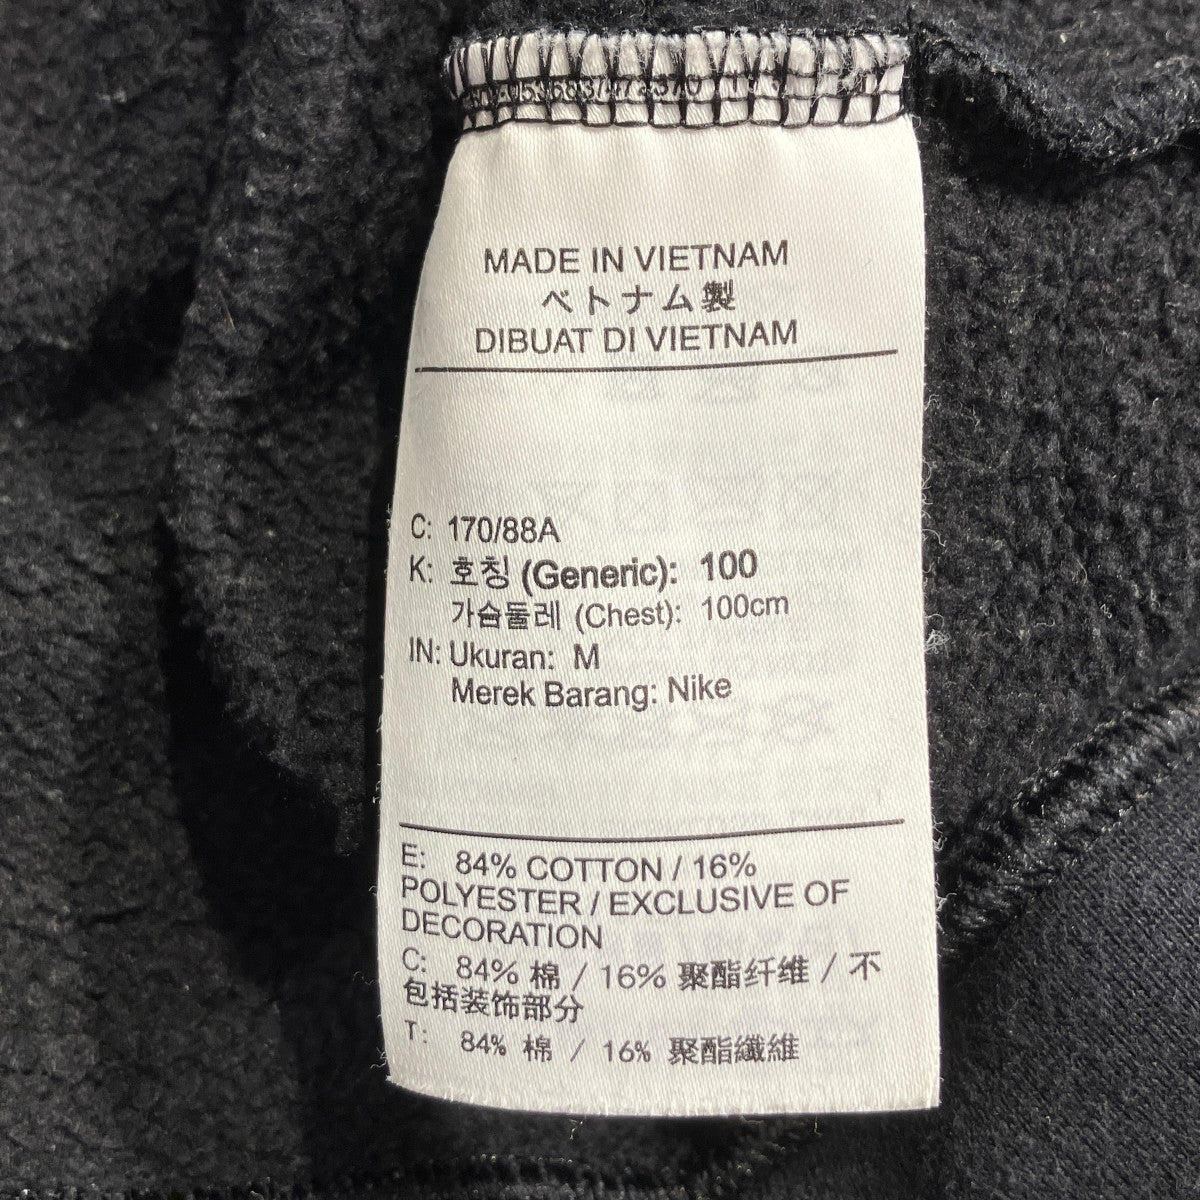 MADE IN VIETNAM
ベトナム製
DIBUAT DI VIETNAM
C: 170/88A
K: 호칭 (Generic): 100
가슴둘레 (Chest): 100cm
IN: Ukuran: M
Merek Barang: Nike
E: 84% COTTON / 16%
POLYESTER / EXCLUSIVE OF
DECORATION
C: 84% 棉 / 16% 聚酯纤维 / 不
包括装饰部分
T: 84% 棉 / 16% 聚酯纖維